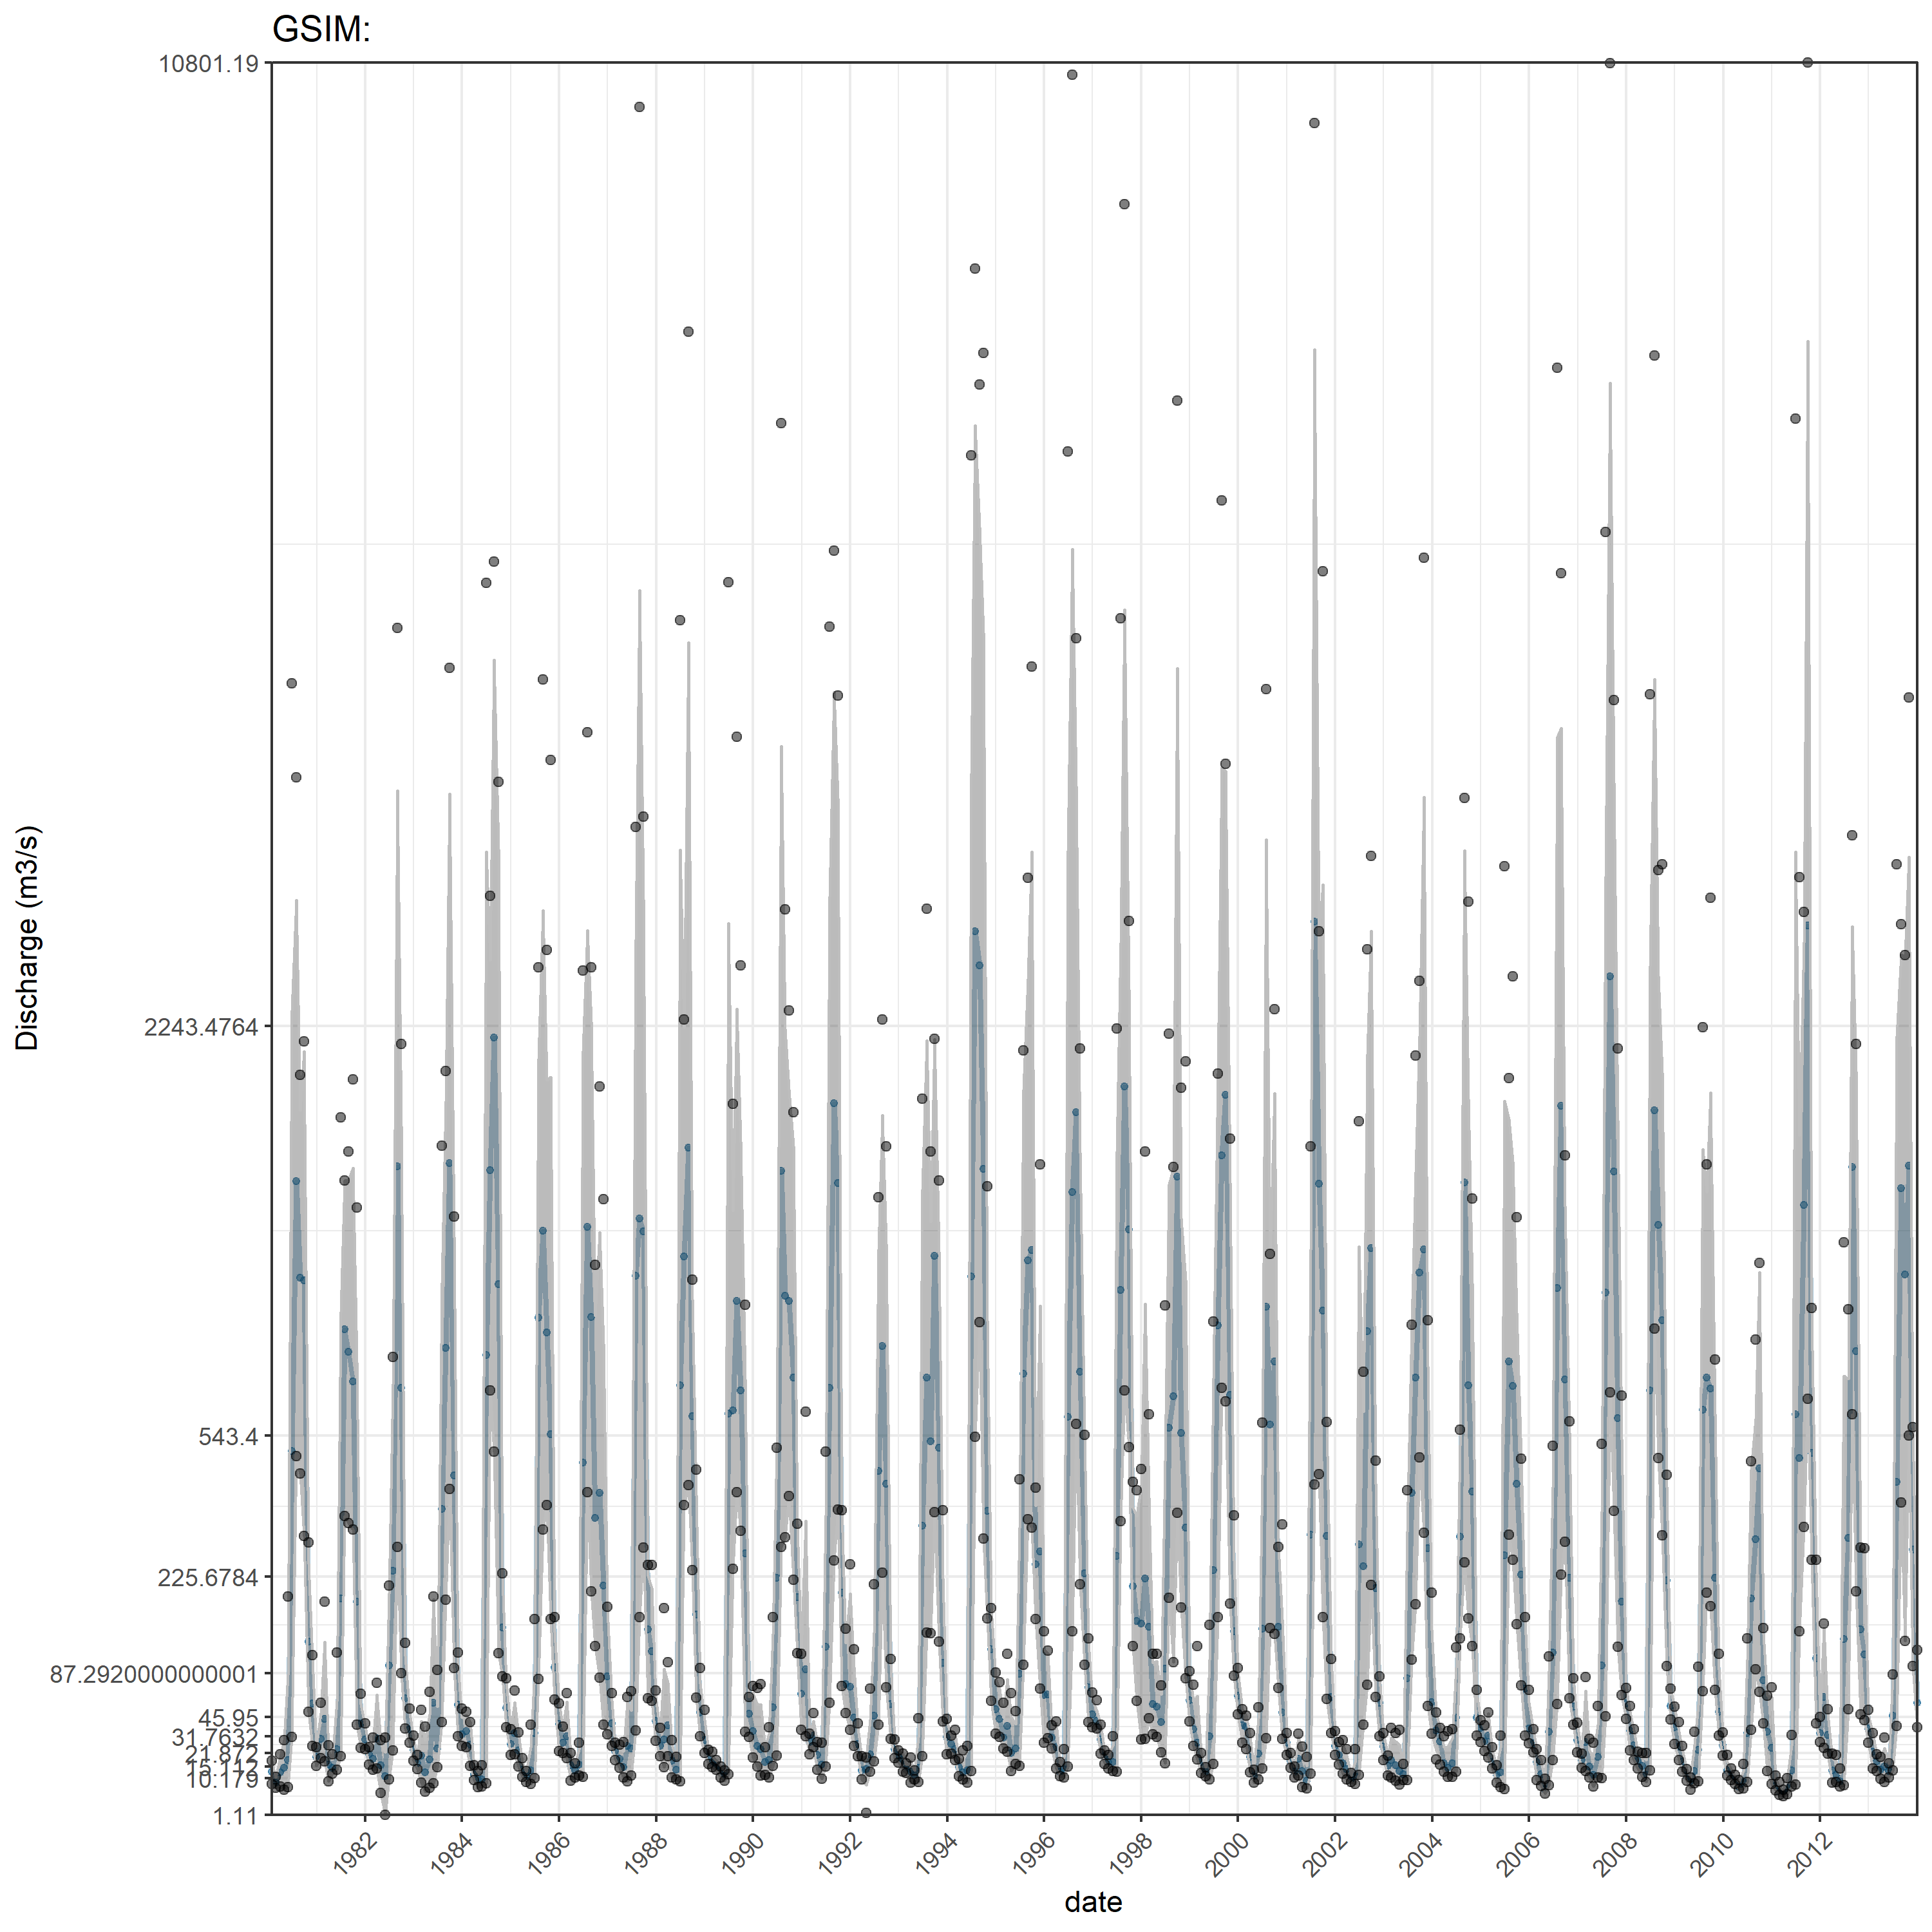 GSIM:
10801.19
2243.4764
543.4
225.6784
87.2920000000001
45.95
31.7632
21.872
15.112
10.179
1.11
Discharge (m3/s)
1982 1984 1986 1988 1990 1992 1994 1996 1998 2000 2002 2004 2006 2008 2010 2012
date